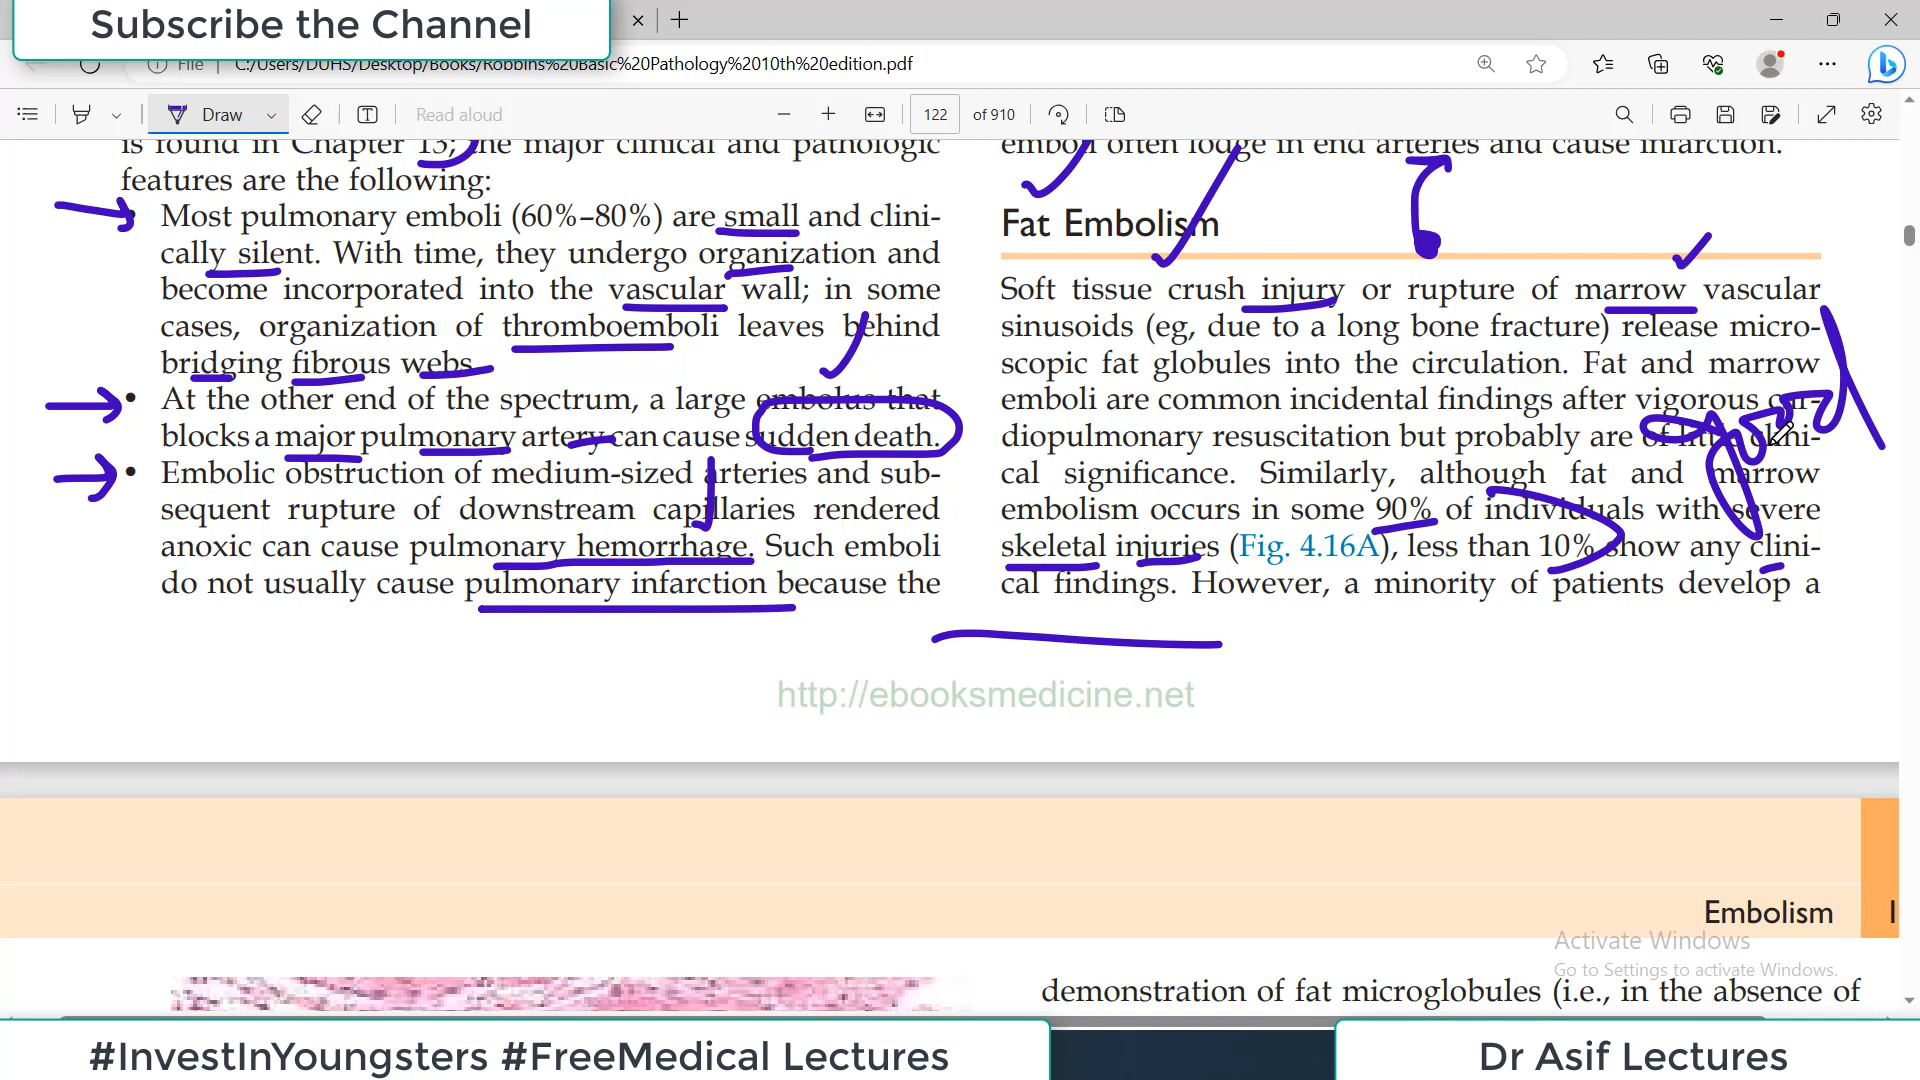 Subscribe the Channel
File
C:/Users/DUHS/Desktop/Books/Robbins%20Basic%20Pathology%2010th%20edition.pdf
Draw
Read aloud
122
of 910
is found in Chapter 13; the major clinical and pathologic
features are the following:
• Most pulmonary emboli (60%–80%) are small and clini-
cally silent. With time, they undergo organization and
become incorporated into the vascular wall; in some
cases, organization of thromboemboli leaves behind
bridging fibrous webs.
• At the other end of the spectrum, a large embolus that
blocks a major pulmonary artery can cause sudden death.
• Embolic obstruction of medium-sized arteries and sub-
sequent rupture of downstream capillaries rendered
anoxic can cause pulmonary hemorrhage. Such emboli
do not usually cause pulmonary infarction because the
emboli often lodge in end arteries and cause infarction.
Fat Embolism
Soft tissue crush injury or rupture of marrow vascular
sinusoids (eg, due to a long bone fracture) release micro-
scopic fat globules into the circulation. Fat and marrow
emboli are common incidental findings after vigorous car-
diopulmonary resuscitation but probably are of little clini-
cal significance. Similarly, although fat and marrow
embolism occurs in some 90% of individuals with severe
skeletal injuries (Fig. 4.16A), less than 10% show any clini-
cal findings. However, a minority of patients develop a
http://ebooksmedicine.net
Embolism
Activate Windows
Go to Settings to activate Windows.
demonstration of fat microglobules (i.e., in the absence of
#InvestInYoungsters #FreeMedical Lectures
Dr Asif Lectures